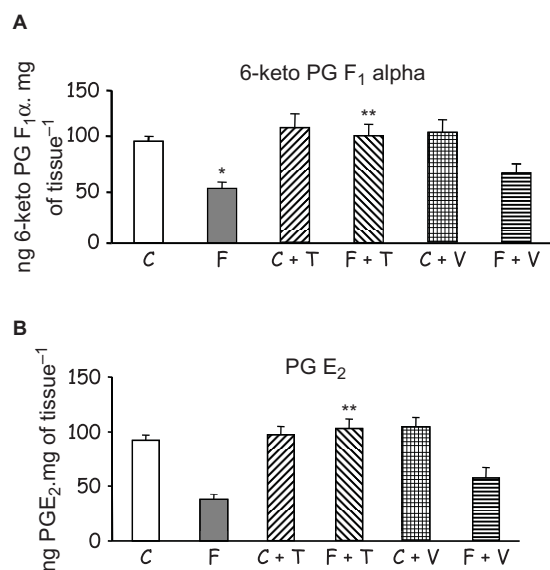 A
6-keto PG F₁ alpha
ng 6-keto PG F₁α. mg
of tissue⁻¹
150
100
50
0
*
**
C F C + T F + T C + V F + V
B
PG E₂
ng PGE₂.mg of tissue⁻¹
150
100
50
0
**
C F C + T F + T C + V F + V